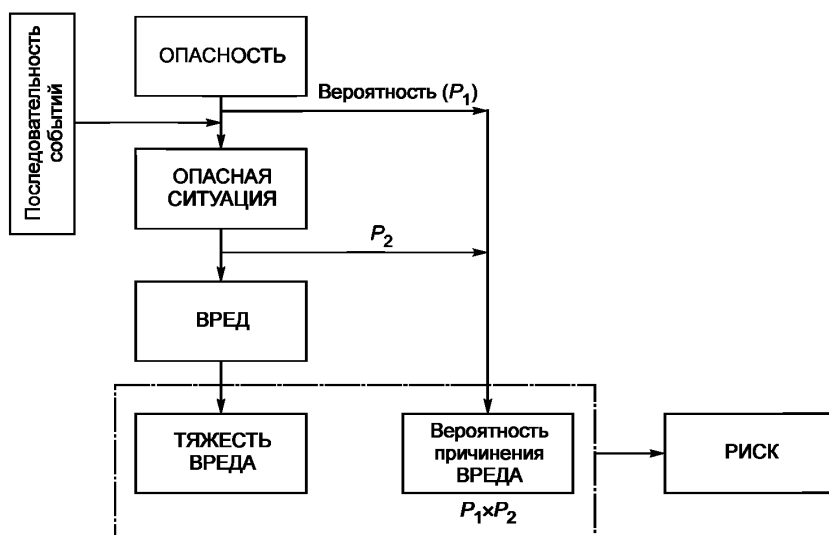 ОПАСНОСТЬ
Вероятность (P1)
Последовательность
событий
ОПАСНАЯ
СИТУАЦИЯ
P2
ВРЕД
ТЯЖЕСТЬ
ВРЕДА
Вероятность
причинения
ВРЕДА
РИСК
P1×P2